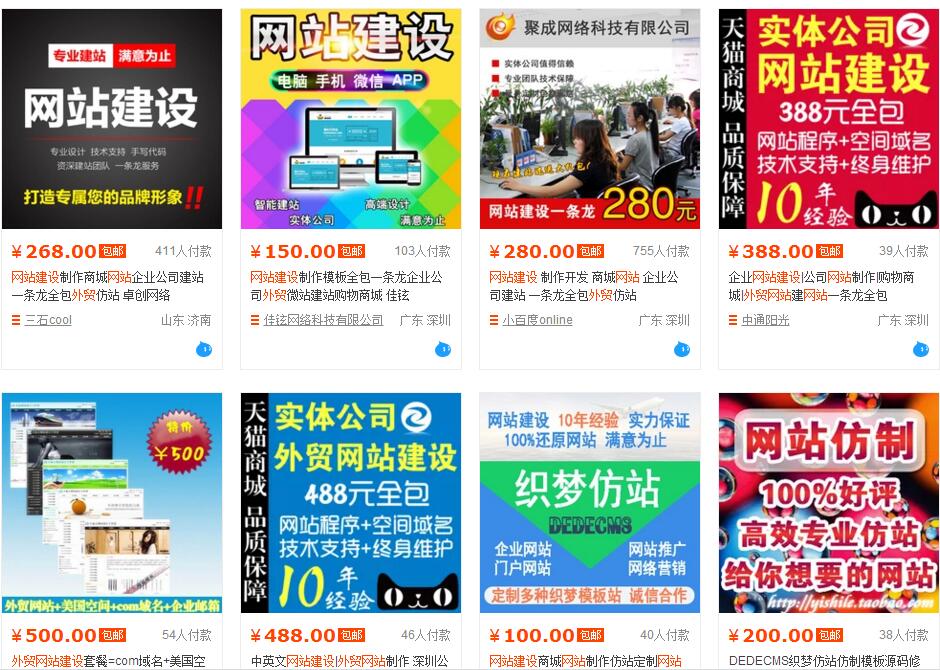 专业建站 满意为止
网站建设
专业设计 技术支持 手写代码
资深建站团队 一条龙服务
打造专属您的品牌形象!!
¥268.00 包邮 411人付款
网站建设制作商城网站企业公司建站
一条龙全包外贸仿站 卓创网络
三石cool 山东 济南
网站建设
电脑 手机 微信 APP
智能建站 高端设计
实体公司 满意为止
¥150.00 包邮 103人付款
网站建设制作模板全包一条龙企业公
司外贸微站建站购物商城 佳铉
佳铉网络科技有限公司 广东 深圳
聚成网络科技有限公司
实体公司值得信赖
专业团队技术保障
现在建站送大礼包!
网站建设一条龙 280元
¥280.00 包邮 755人付款
网站建设 制作开发 商城网站 企业公
司建站 一条龙全包外贸仿站
小百度online 广东 深圳
天猫商城 品质保障
实体公司
网站建设
388元全包
网站程序+空间域名
技术支持+终身维护
10年经验
¥388.00 包邮 39人付款
企业网站建设|公司网站制作购物商
城|外贸网站建网站一条龙全包
中通阳光 广东 深圳
特价
¥500
外贸网站+美国空间+com域名+企业邮箱
¥500.00 包邮 54人付款
外贸网站建设套餐=com域名+美国空
天猫商城 品质保障
实体公司
外贸网站建设
488元全包
网站程序+空间域名
技术支持+终身维护
10年经验
¥488.00 包邮 46人付款
中英文网站建设|外贸网站制作 深圳公
网站建设 10年经验 实力保证
100%还原网站 满意为止
织梦仿站
DEDECMS
企业网站 网站推广
门户网站 网络营销
定制多种织梦模板站 诚信合作
¥100.00 包邮 40人付款
网站建设商城网站制作仿站定制网站
网站仿制
100%好评
高效专业仿站
给你想要的网站
http://yishile.taobao.com
¥200.00 包邮 38人付款
DEDECMS织梦仿站仿制模板源码修